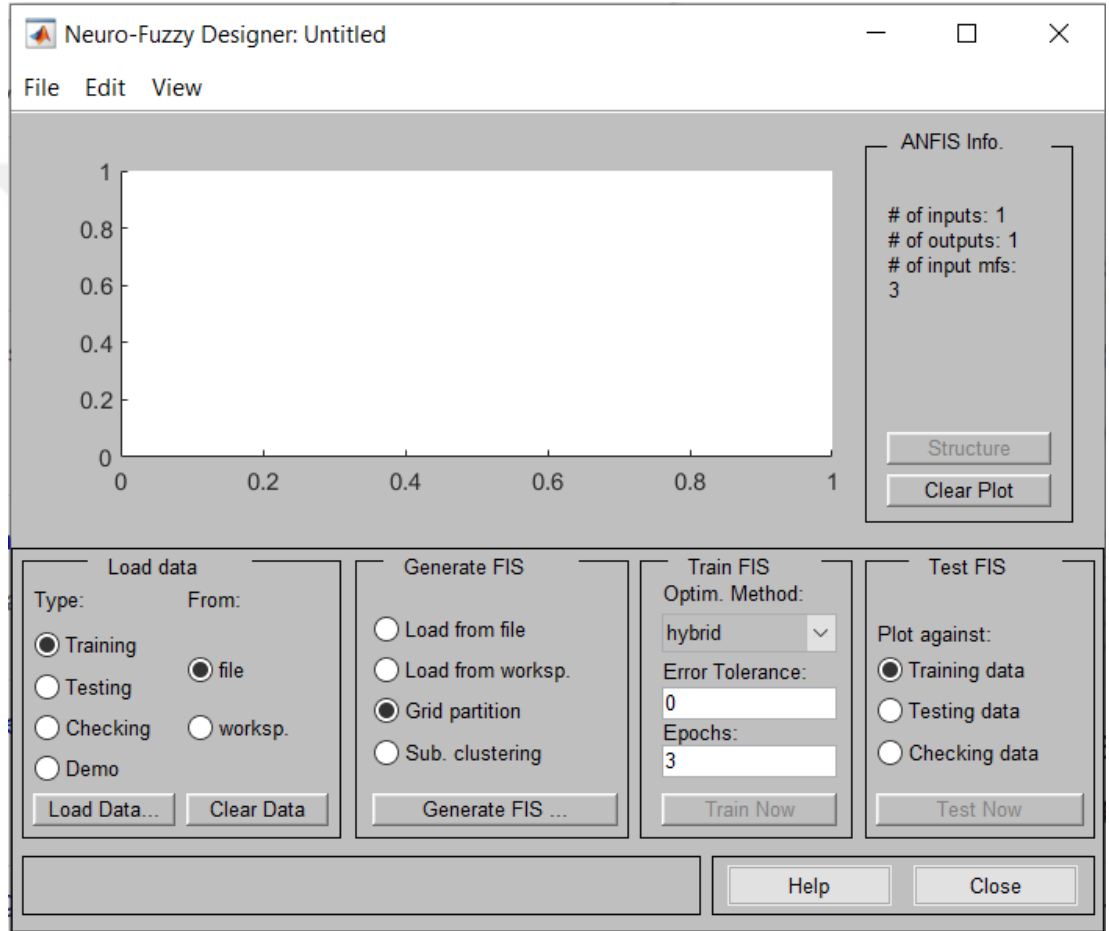 Neuro-Fuzzy Designer: Untitled
File Edit View
1
0.8
0.6
0.4
0.2
0
0 0.2 0.4 0.6 0.8 1
ANFIS Info.
# of inputs: 1
# of outputs: 1
# of input mfs:
3
Structure
Clear Plot
Load data
Type: From:
Training
file
Testing
Checking worksp.
Demo
Load Data... Clear Data
Generate FIS
Load from file
Load from worksp.
Grid partition
Sub. clustering
Generate FIS ...
Train FIS
Optim. Method:
hybrid
Error Tolerance:
0
Epochs:
3
Train Now
Test FIS
Plot against:
Training data
Testing data
Checking data
Test Now
Help Close